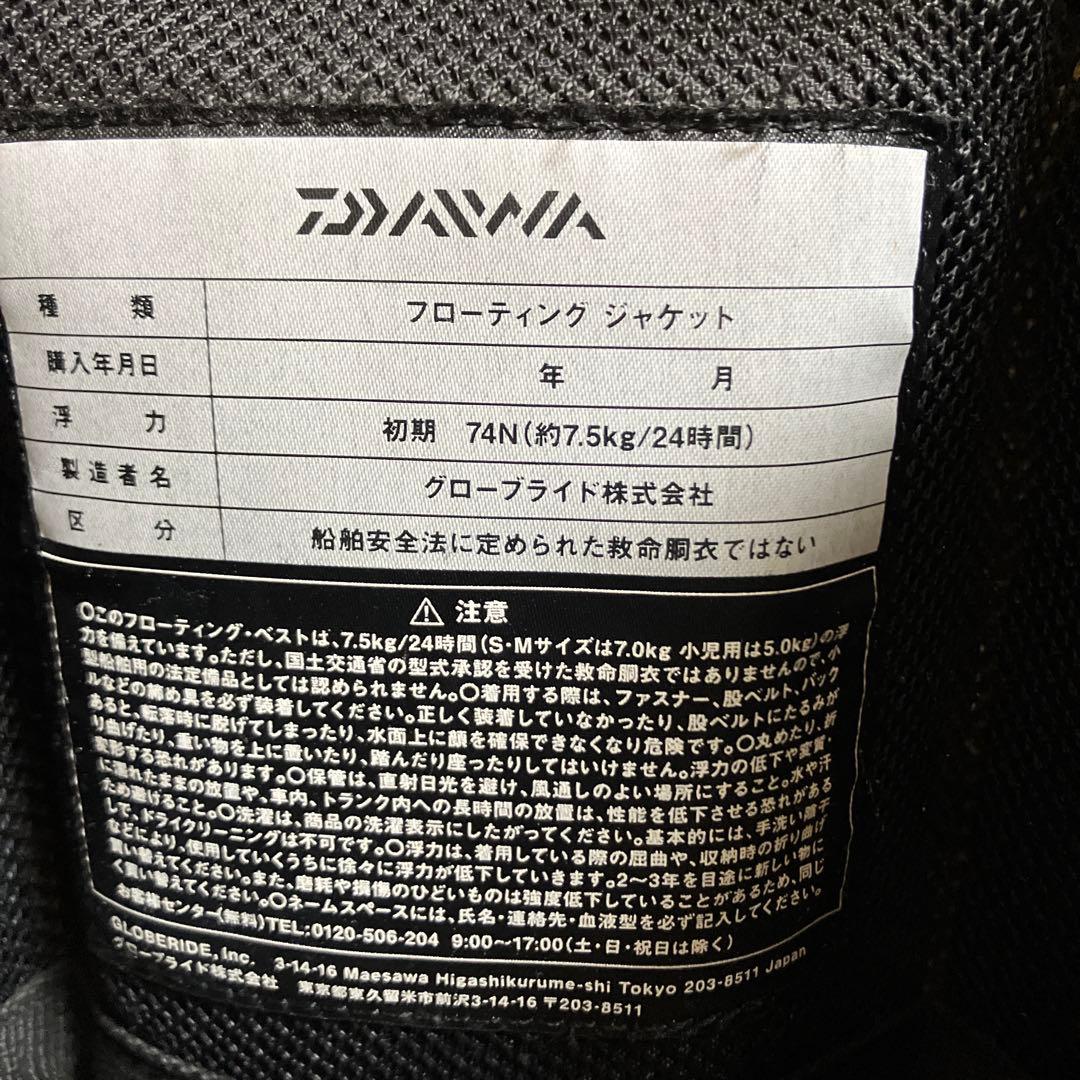 DAIWA
種類 フローティング ジャケット
購入年月日 年 月
浮力 初期 74N(約7.5kg/24時間)
製造者名 グローブライド株式会社
区分 船舶安全法に定められた救命胴衣ではない
⚠ 注意
○このフローティング・ベストは、7.5kg/24時間(S・Mサイズは7.0kg 小児用は5.0kg)の浮
力を備えています。ただし、国土交通省の型式承認を受けた救命胴衣ではありませんので、小
型船舶用の法定備品としては認められません。○着用する際は、ファスナー、股ベルト、バック
ルなどの締め具を必ず装着してください。正しく装着していなかったり、股ベルトにたるみが
あると、転落時に脱げてしまったり、水面上に顔を確保できなくなり危険です。○丸めたり、折
り曲げたり、重い物を上に置いたり、踏んだり座ったりしてはいけません。浮力の低下や変質・
変形する恐れがあります。○保管は、直射日光を避け、風通しのよい場所にすること。水や汗
に濡れたままの放置や、車内、トランク内への長時間の放置は、性能を低下させる恐れがある
ため避けること。○洗濯は、商品の洗濯表示にしたがってください。基本的には、手洗い陰干
しで、ドライクリーニングは不可です。○浮力は、着用している際の屈曲や、収納時の折り曲げ
などにより、使用していくうちに徐々に浮力が低下していきます。2〜3年を目途に新しい物に
買い替えてください。また、磨耗や損傷のひどいものは強度低下していることがあるため、同じ
く買い替えてください。○ネームスペースには、氏名・連絡先・血液型を必ず記入してください。
お客様センター(無料)TEL:0120-506-204 9:00〜17:00(土・日・祝日は除く)
GLOBERIDE, Inc. 3-14-16 Maesawa Higashikurume-shi Tokyo 203-8511 Japan
グローブライド株式会社 東京都東久留米市前沢3-14-16 〒203-8511